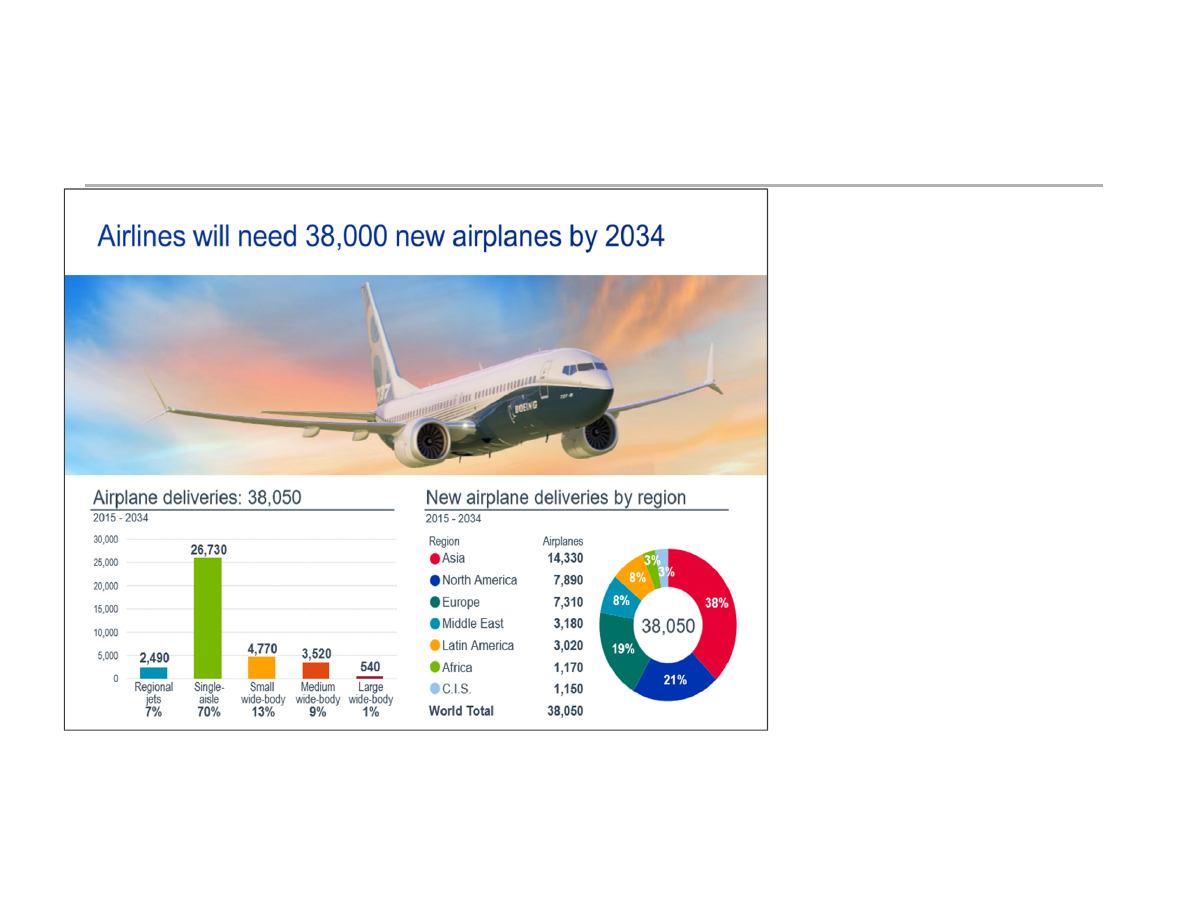 Airlines will need 38,000 new airplanes by 2034
BOEING
Airplane deliveries: 38,050
2015 - 2034
30,000
25,000
20,000
15,000
10,000
5,000
0
2,490
26,730
4,770
3,520
540
Regional jets 7%
Single-aisle 70%
Small wide-body 13%
Medium wide-body 9%
Large wide-body 1%
New airplane deliveries by region
2015 - 2034
Region Airplanes
Asia 14,330
North America 7,890
Europe 7,310
Middle East 3,180
Latin America 3,020
Africa 1,170
C.I.S. 1,150
World Total 38,050
38%
21%
19%
8%
8%
3%
3%
38,050